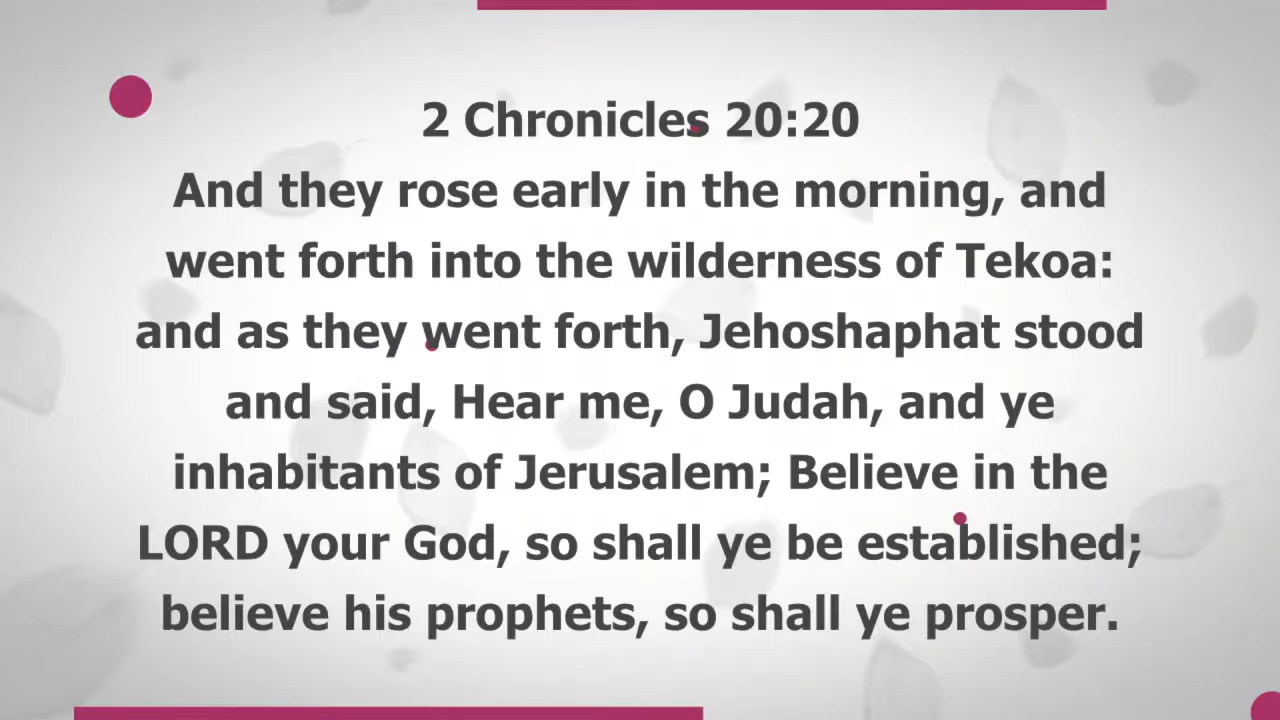 2 Chronicles 20:20
And they rose early in the morning, and
went forth into the wilderness of Tekoa:
and as they went forth, Jehoshaphat stood
and said, Hear me, O Judah, and ye
inhabitants of Jerusalem; Believe in the
LORD your God, so shall ye be established;
believe his prophets, so shall ye prosper.